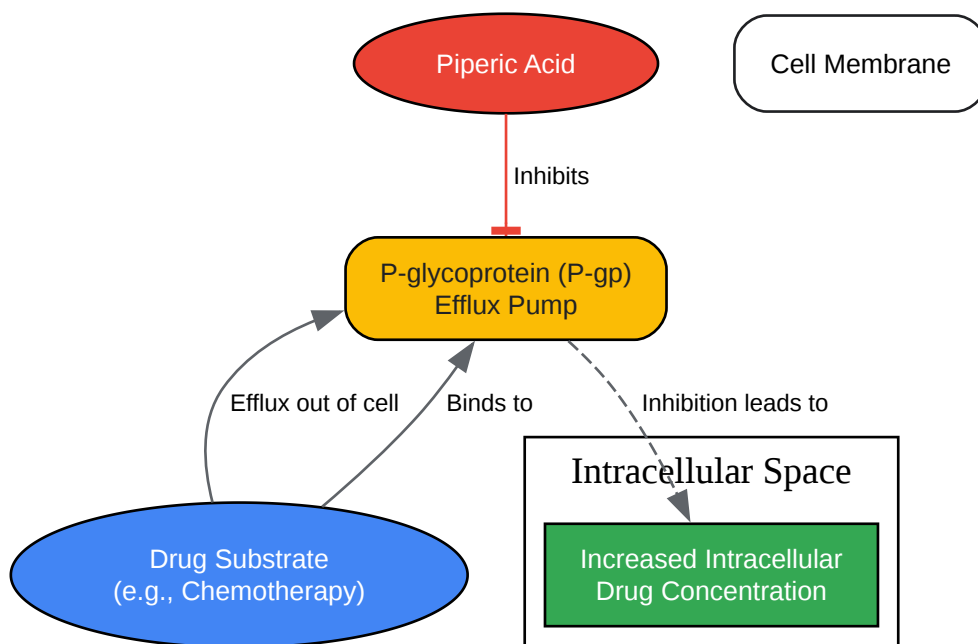 Piperic Acid
Cell Membrane
Inhibits
P-glycoprotein (P-gp)
Efflux Pump
Efflux out of cell
Binds to
Inhibition leads to
Intracellular Space
Drug Substrate
(e.g., Chemotherapy)
Increased Intracellular
Drug Concentration